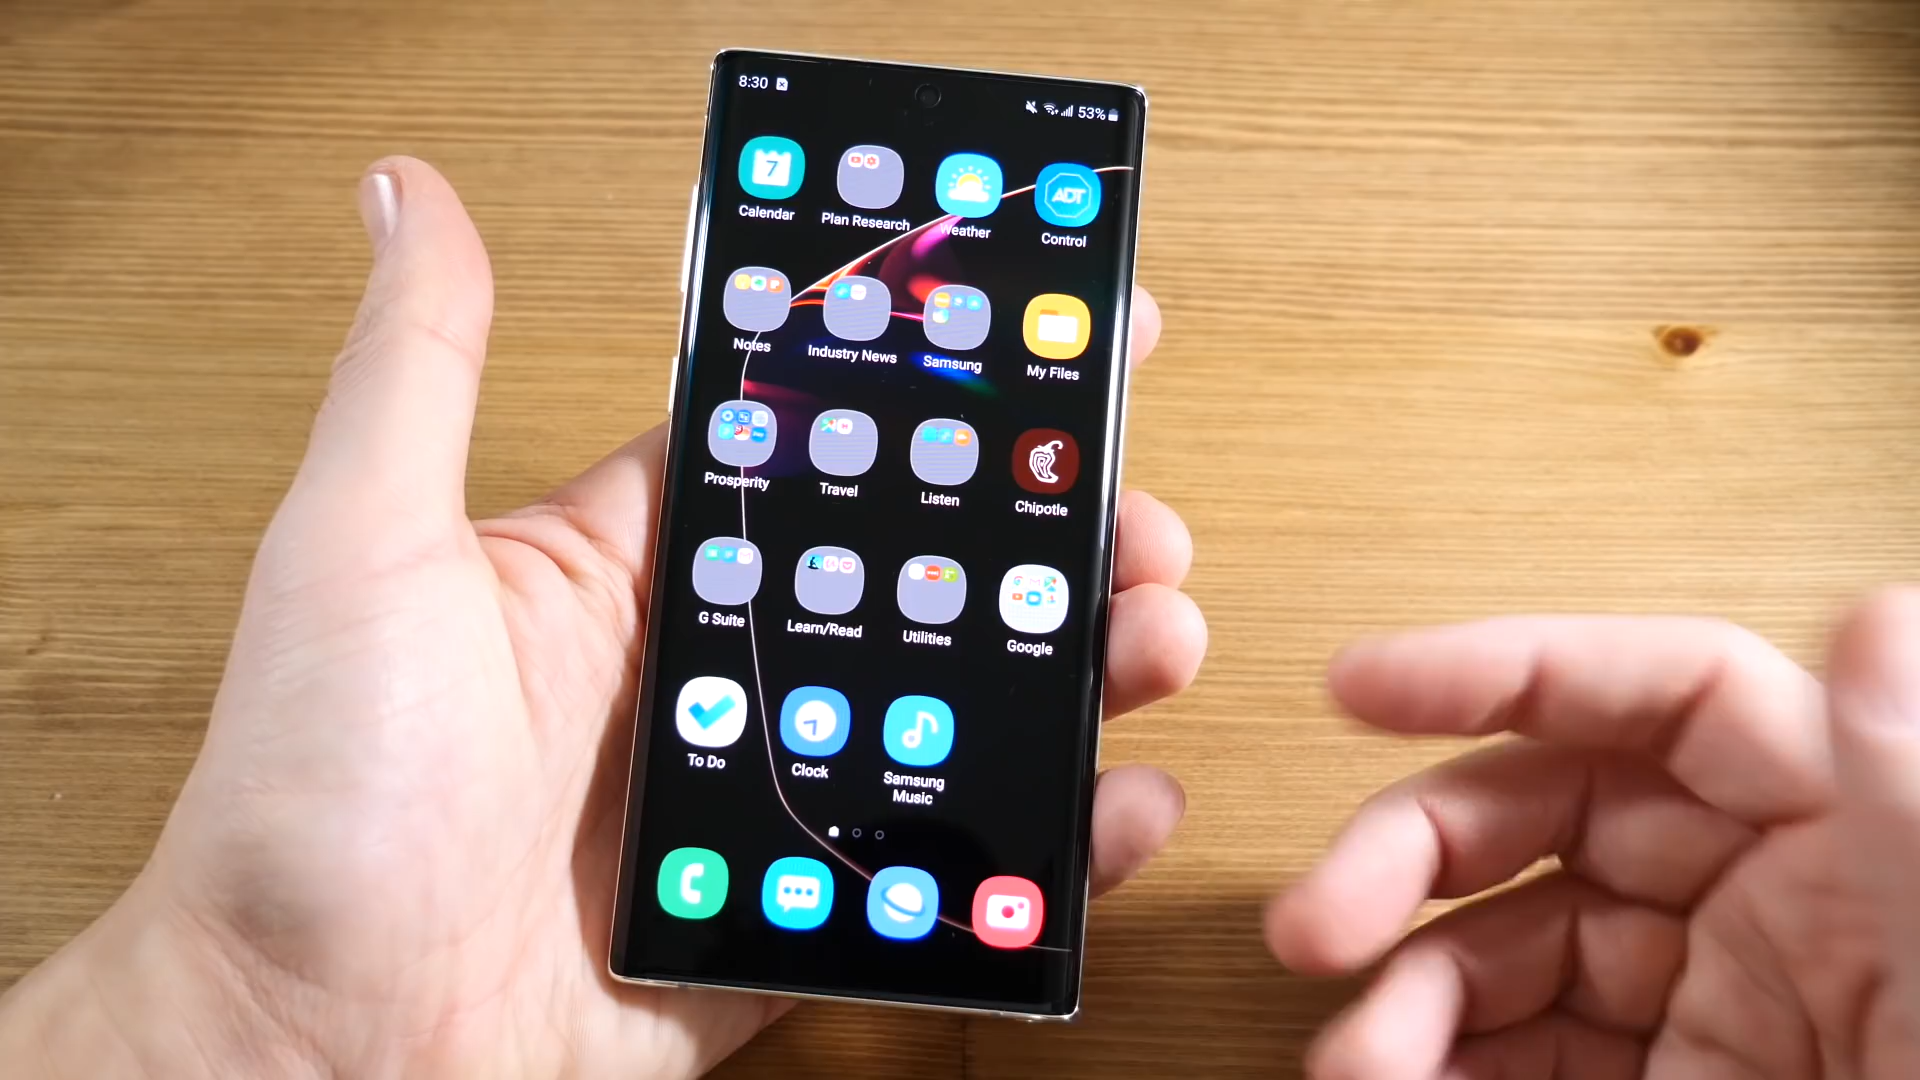 8:30
53%
7
ADT
Calendar
Plan Research
Weather
Control
Notes
Industry News
Samsung
My Files
Prosperity
Travel
Listen
Chipotle
G Suite
Learn/Read
Utilities
Google
To Do
Clock
Samsung
Music